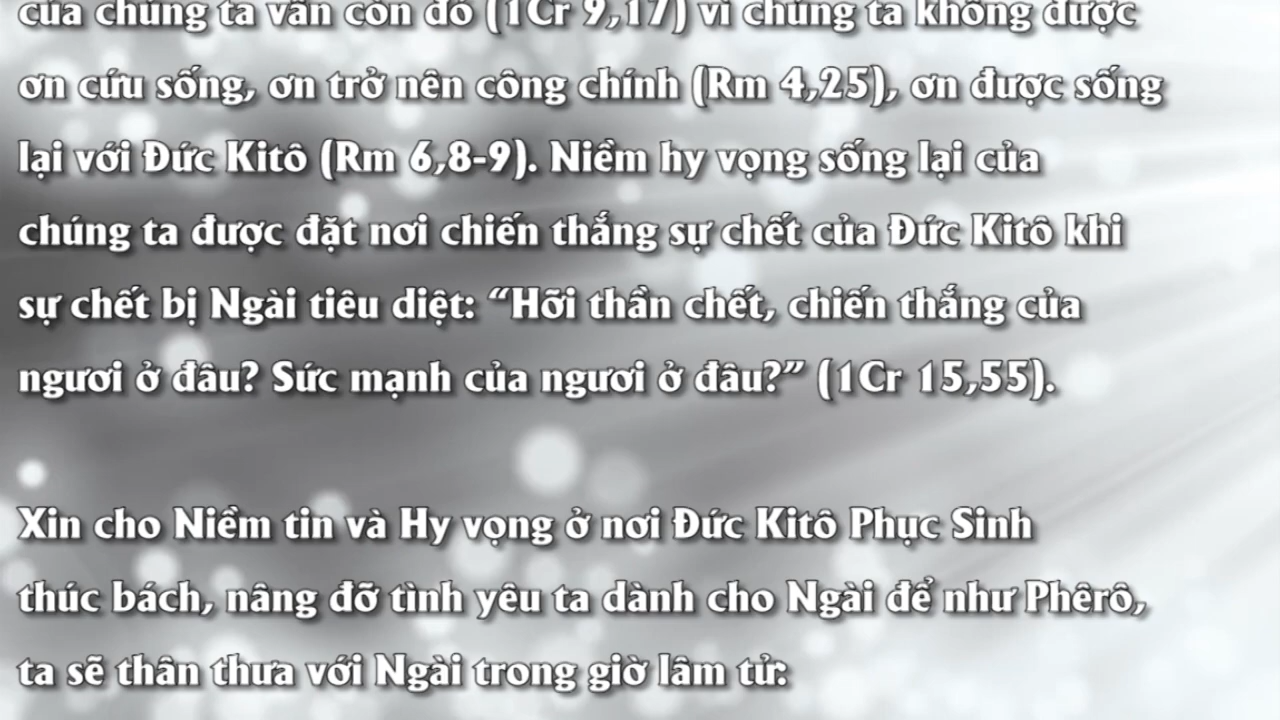 của chúng ta vẫn còn đó (1Cr 9,17) vì chúng ta không được
ơn cứu sống, ơn trở nên công chính (Rm 4,25), ơn được sống
lại với Đức Kitô (Rm 6,8-9). Niềm hy vọng sống lại của
chúng ta được đặt nơi chiến thắng sự chết của Đức Kitô khi
sự chết bị Ngài tiêu diệt: “Hỡi thần chết, chiến thắng của
ngươi ở đâu? Sức mạnh của ngươi ở đâu?” (1Cr 15,55).
Xin cho Niềm tin và Hy vọng ở nơi Đức Kitô Phục Sinh
thúc bách, nâng đỡ tình yêu ta dành cho Ngài để như Phêrô,
ta sẽ thân thưa với Ngài trong giờ lâm tử: